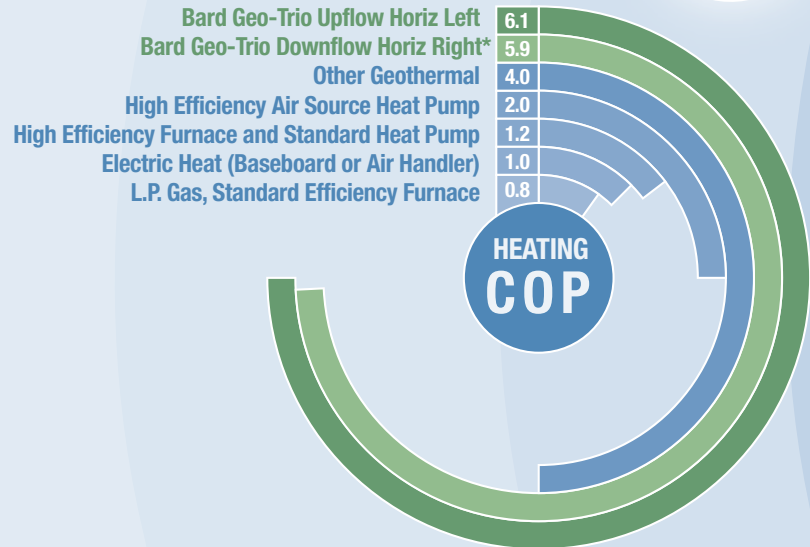 Bard Geo-Trio Upflow Horiz Left 6.1
Bard Geo-Trio Downflow Horiz Right* 5.9
Other Geothermal 4.0
High Efficiency Air Source Heat Pump 2.0
High Efficiency Furnace and Standard Heat Pump 1.2
Electric Heat (Baseboard or Air Handler) 1.0
L.P. Gas, Standard Efficiency Furnace 0.8
HEATING
COP